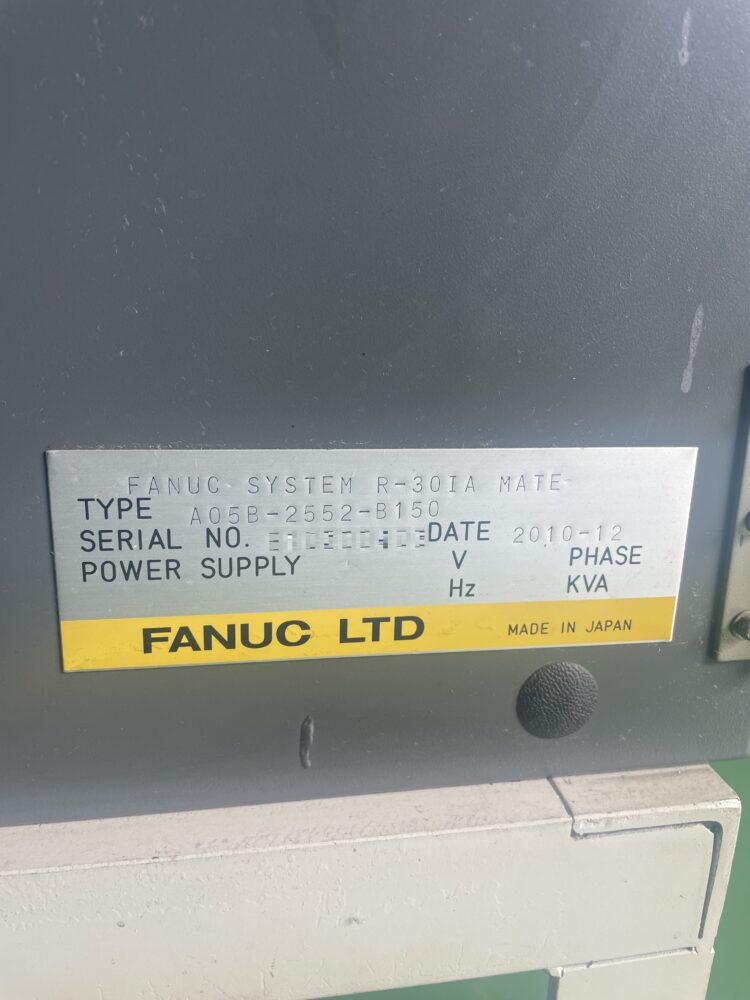 FANUC SYSTEM R-30IA MATE
TYPE A05B-2552-B150
SERIAL NO. DATE 2010-12
POWER SUPPLY V PHASE
Hz KVA
FANUC LTD MADE IN JAPAN